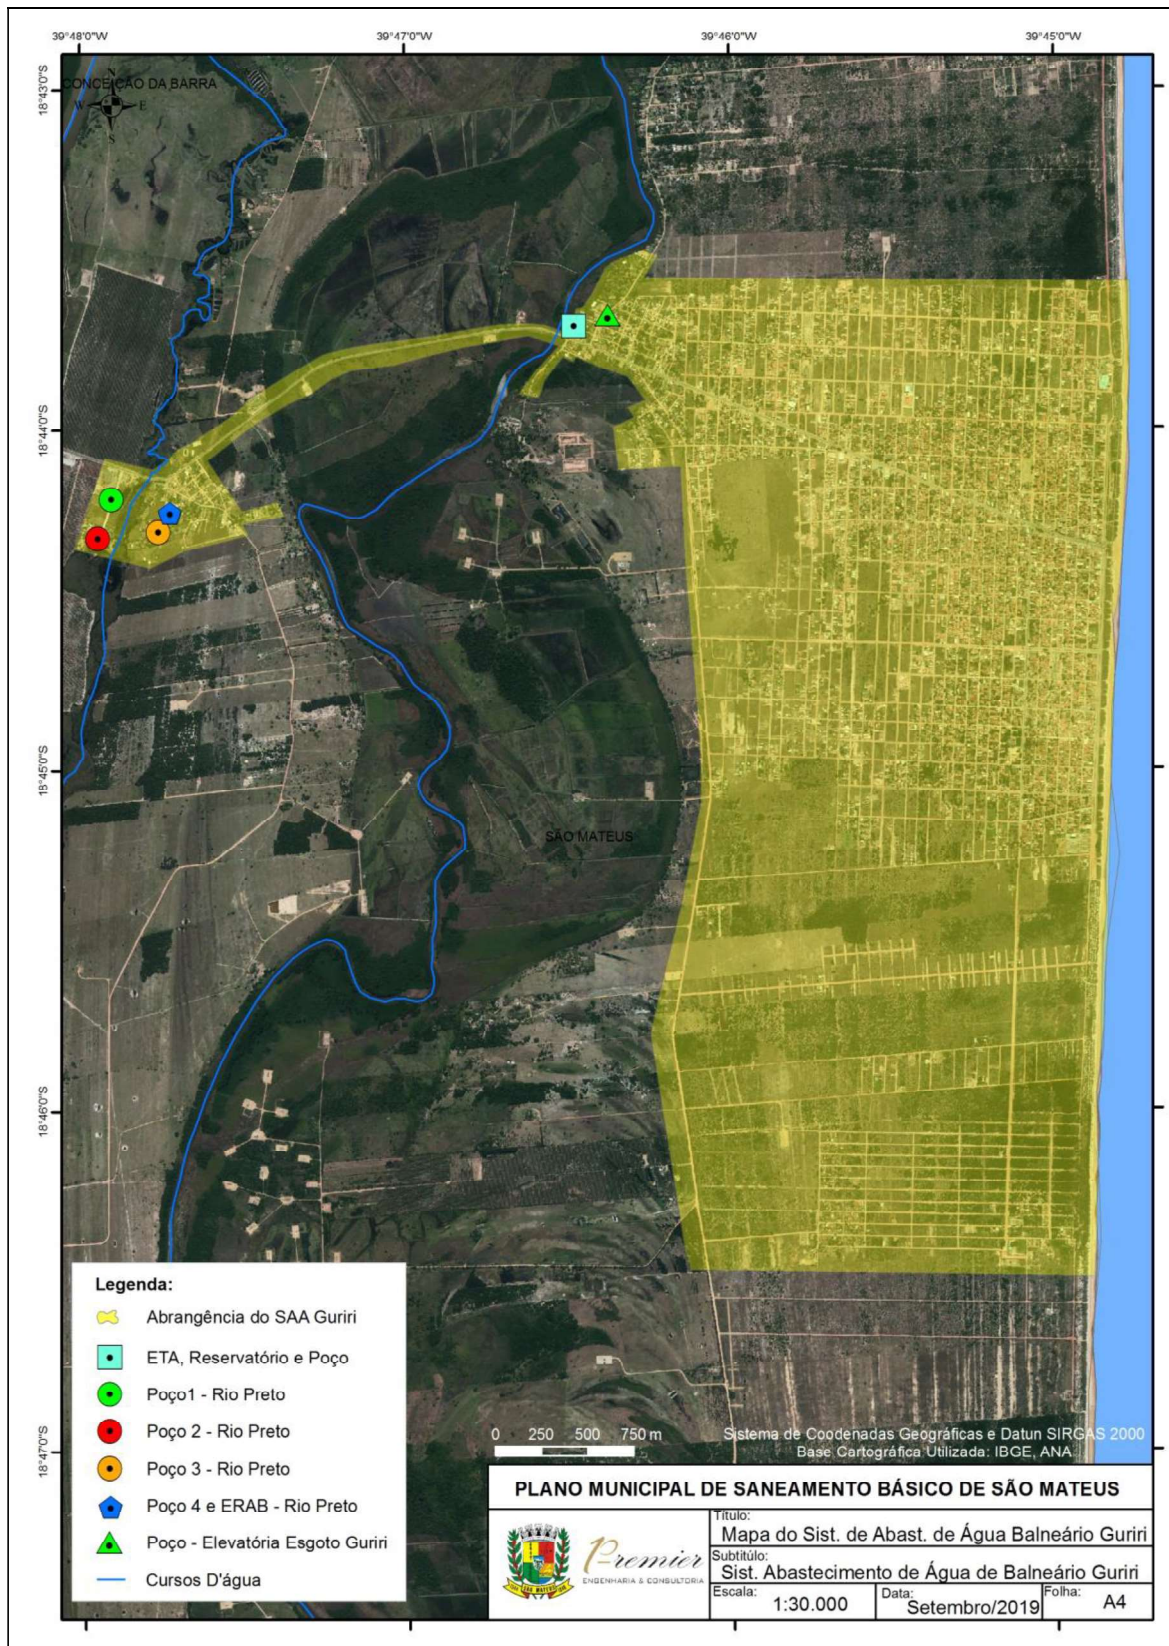 39°48'0"W 39°47'0"W 39°46'0"W 39°45'0"W
18°43'0"S
CONCEIÇÃO DA BARRA
N
W E
S
18°44'0"S
18°45'0"S
SÃO MATEUS
18°46'0"S
18°47'0"S
Legenda:
Abrangência do SAA Guriri
ETA, Reservatório e Poço
Poço1 - Rio Preto
Poço 2 - Rio Preto
Poço 3 - Rio Preto
Poço 4 e ERAB - Rio Preto
Poço - Elevatória Esgoto Guriri
Cursos D'água
0 250 500 750 m
Sistema de Coodenadas Geográficas e Datun SIRGAS 2000
Base Cartográfica Utilizada: IBGE, ANA
PLANO MUNICIPAL DE SANEAMENTO BÁSICO DE SÃO MATEUS
SÃO MATEUS
Premier
ENGENHARIA & CONSULTORIA
Título:
Mapa do Sist. de Abast. de Água Balneário Guriri
Subtitúlo:
Sist. Abastecimento de Água de Balneário Guriri
Escala: 1:30.000
Data: Setembro/2019
Folha: A4